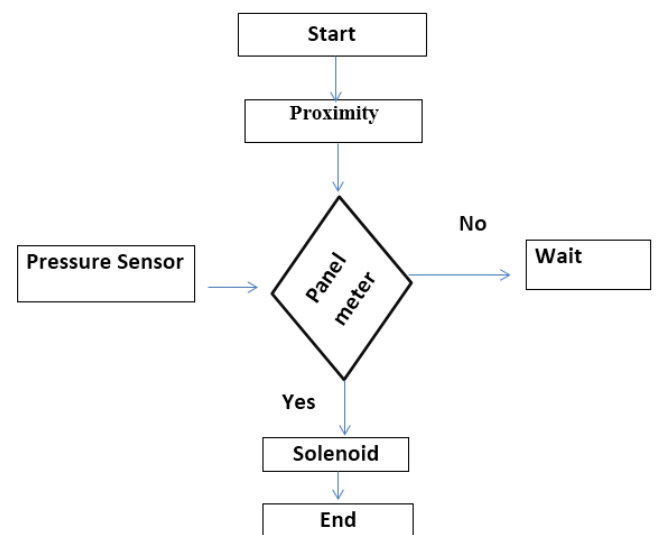 Start
Proximity
No
Pressure Sensor
Panel
meter
Wait
Yes
Solenoid
End